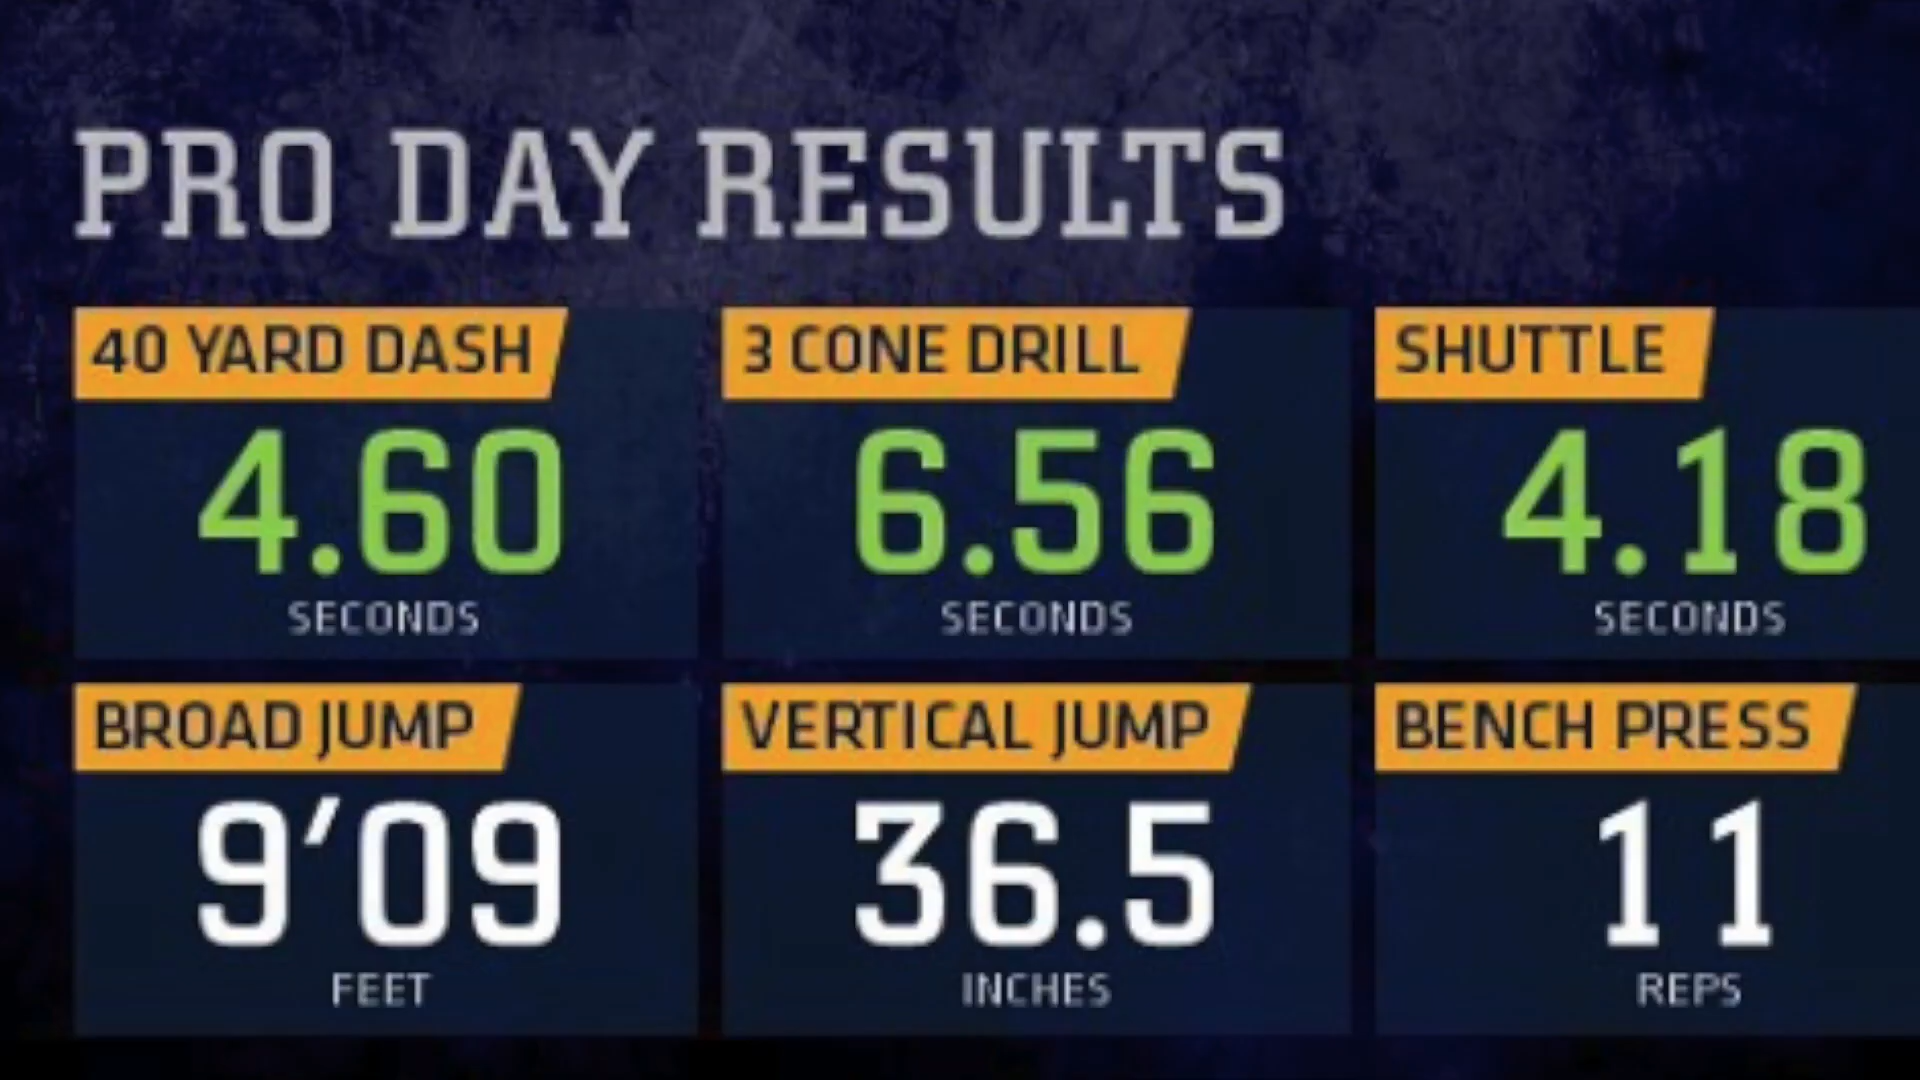 PRO DAY RESULTS
40 YARD DASH
4.60
SECONDS
3 CONE DRILL
6.56
SECONDS
SHUTTLE
4.18
SECONDS
BROAD JUMP
9’09
FEET
VERTICAL JUMP
36.5
INCHES
BENCH PRESS
11
REPS